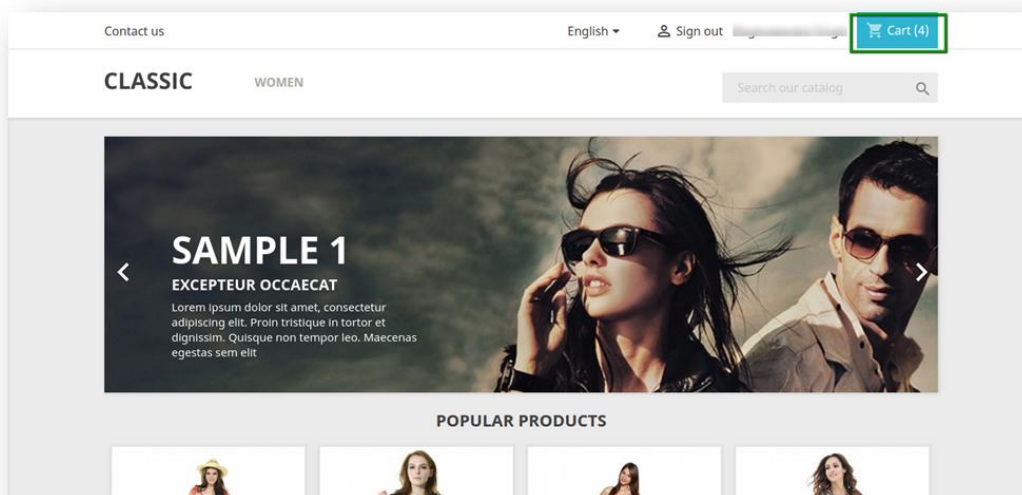 Contact us
English
Sign out
Cart (4)
CLASSIC
WOMEN
Search our catalog
SAMPLE 1
EXCEPTEUR OCCAECAT
Lorem ipsum dolor sit amet, consectetur
adipiscing elit. Proin tristique in tortor et
dignissim. Quisque non tempor leo. Maecenas
egestas sem elit
POPULAR PRODUCTS